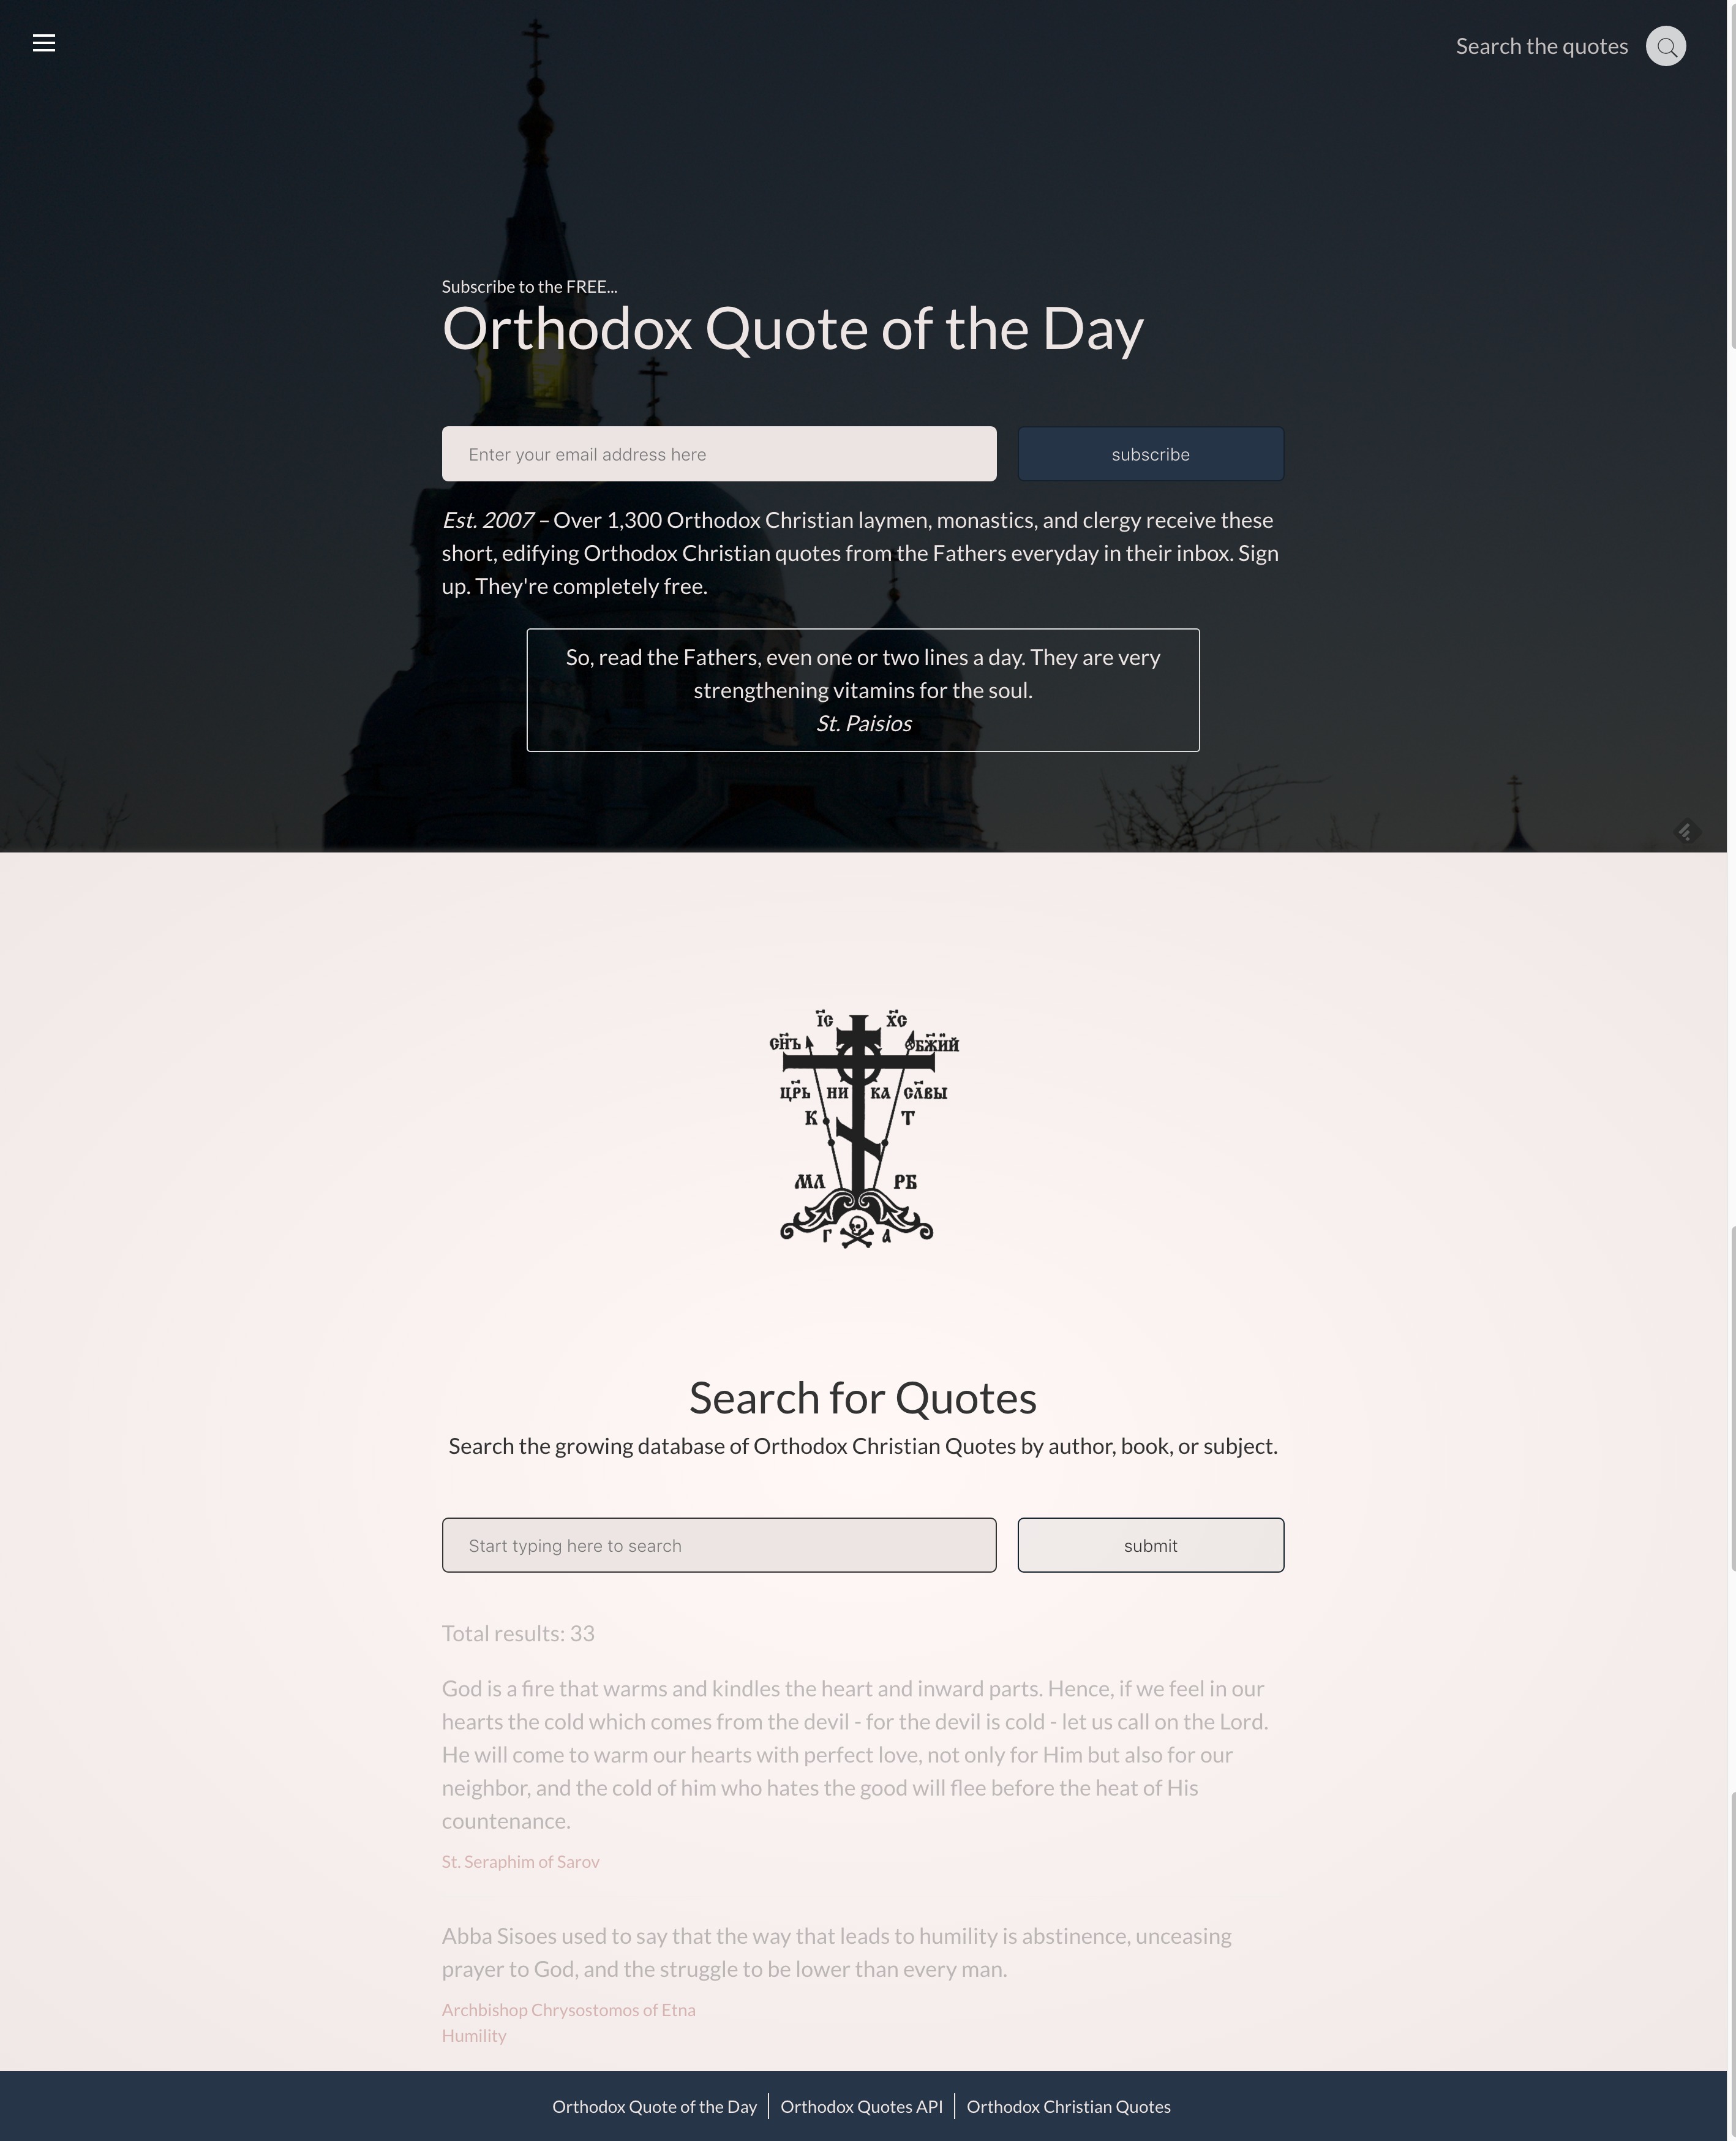 Search the quotes
Subscribe to the FREE...
Orthodox Quote of the Day
Enter your email address here
subscribe
Est. 2007 – Over 1,300 Orthodox Christian laymen, monastics, and clergy receive these
short, edifying Orthodox Christian quotes from the Fathers everyday in their inbox. Sign
up. They're completely free.
So, read the Fathers, even one or two lines a day. They are very
strengthening vitamins for the soul.
St. Paisios
І҃С Х҃С
СН҃Ъ БЖ҃ІЙ
ЦР҃Ь НИ КА СЛ҃ВЫ
К Т
МЛ РБ
Г А
Search for Quotes
Search the growing database of Orthodox Christian Quotes by author, book, or subject.
Start typing here to search
submit
Total results: 33
God is a fire that warms and kindles the heart and inward parts. Hence, if we feel in our
hearts the cold which comes from the devil - for the devil is cold - let us call on the Lord.
He will come to warm our hearts with perfect love, not only for Him but also for our
neighbor, and the cold of him who hates the good will flee before the heat of His
countenance.
St. Seraphim of Sarov
Abba Sisoes used to say that the way that leads to humility is abstinence, unceasing
prayer to God, and the struggle to be lower than every man.
Archbishop Chrysostomos of Etna
Humility
Orthodox Quote of the Day | Orthodox Quotes API | Orthodox Christian Quotes